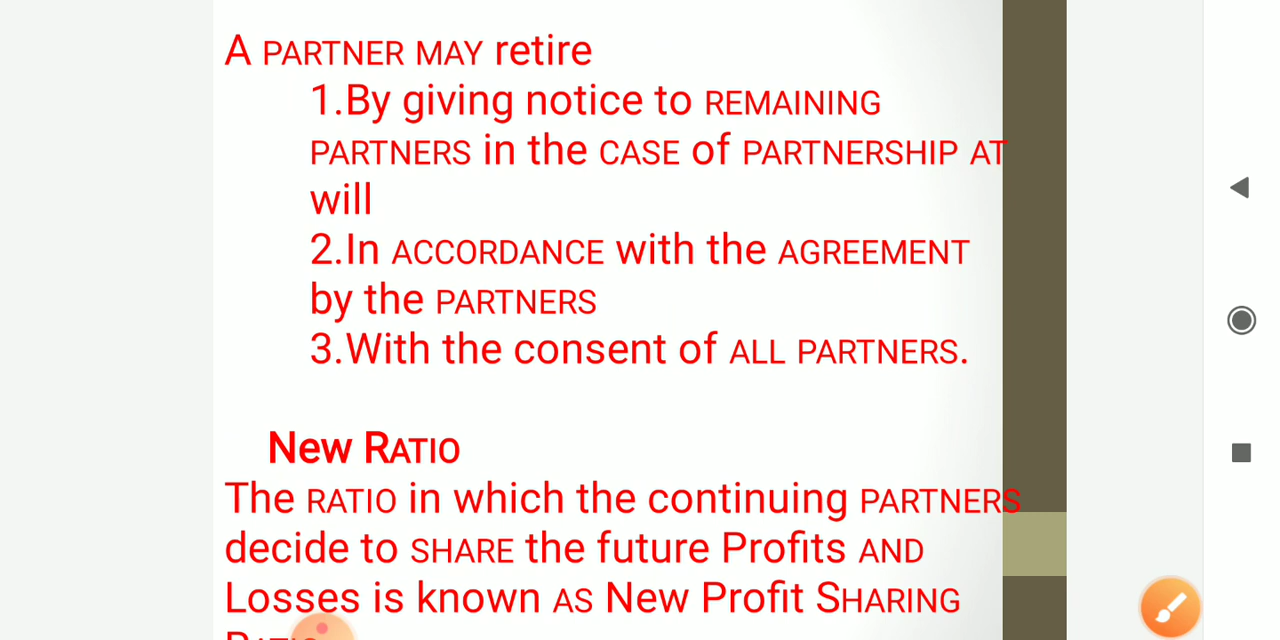 A PARTNER MAY retire
1.By giving notice to REMAINING
PARTNERS in the CASE of PARTNERSHIP AT
will
2.In ACCORDANCE with the AGREEMENT
by the PARTNERS
3.With the consent of ALL PARTNERS.
New RATIO
The RATIO in which the continuing PARTNERS
decide to SHARE the future Profits AND
Losses is known AS New Profit SHARING